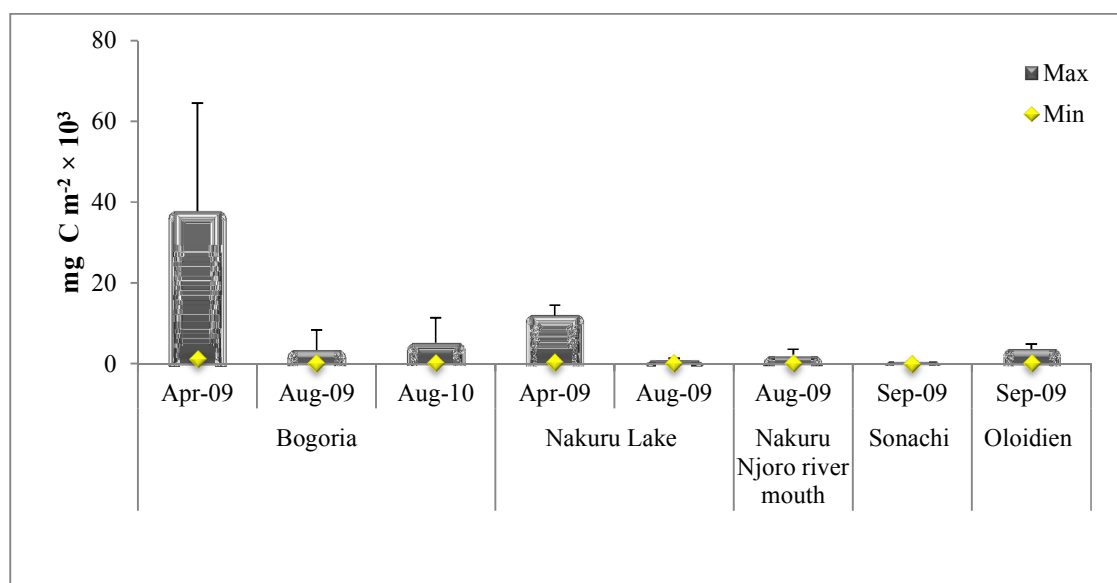 80
60
40
20
0
mg C m⁻² × 10³
Max
Min
Apr-09 Aug-09 Aug-10 Apr-09 Aug-09 Aug-09 Sep-09 Sep-09
Bogoria Nakuru Lake Nakuru Sonachi Oloidien
Njoro river
mouth